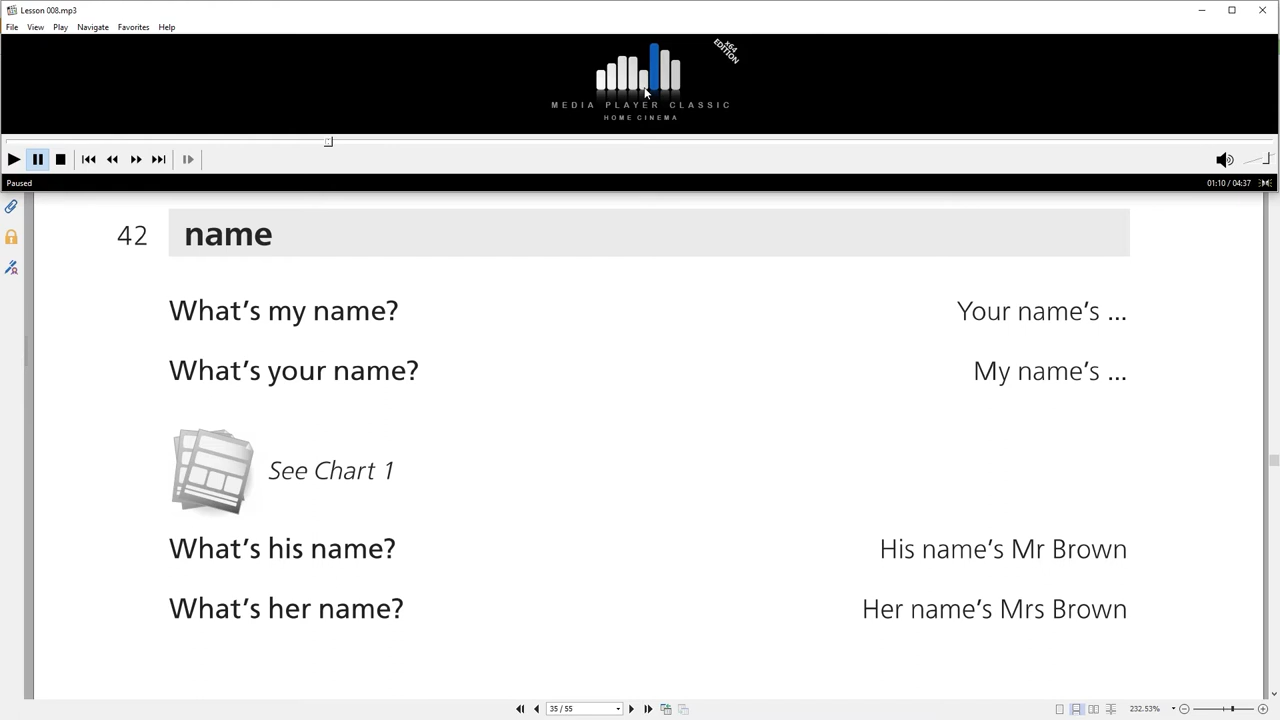 Lesson 008.mp3
File View Play Navigate Favorites Help
x64
EDITION
MEDIA PLAYER CLASSIC
HOME CINEMA
Paused
01:10 / 04:37
42 name
What's my name? Your name's ...
What's your name? My name's ...
See Chart 1
What's his name? His name's Mr Brown
What's her name? Her name's Mrs Brown
35 / 55
232.53%